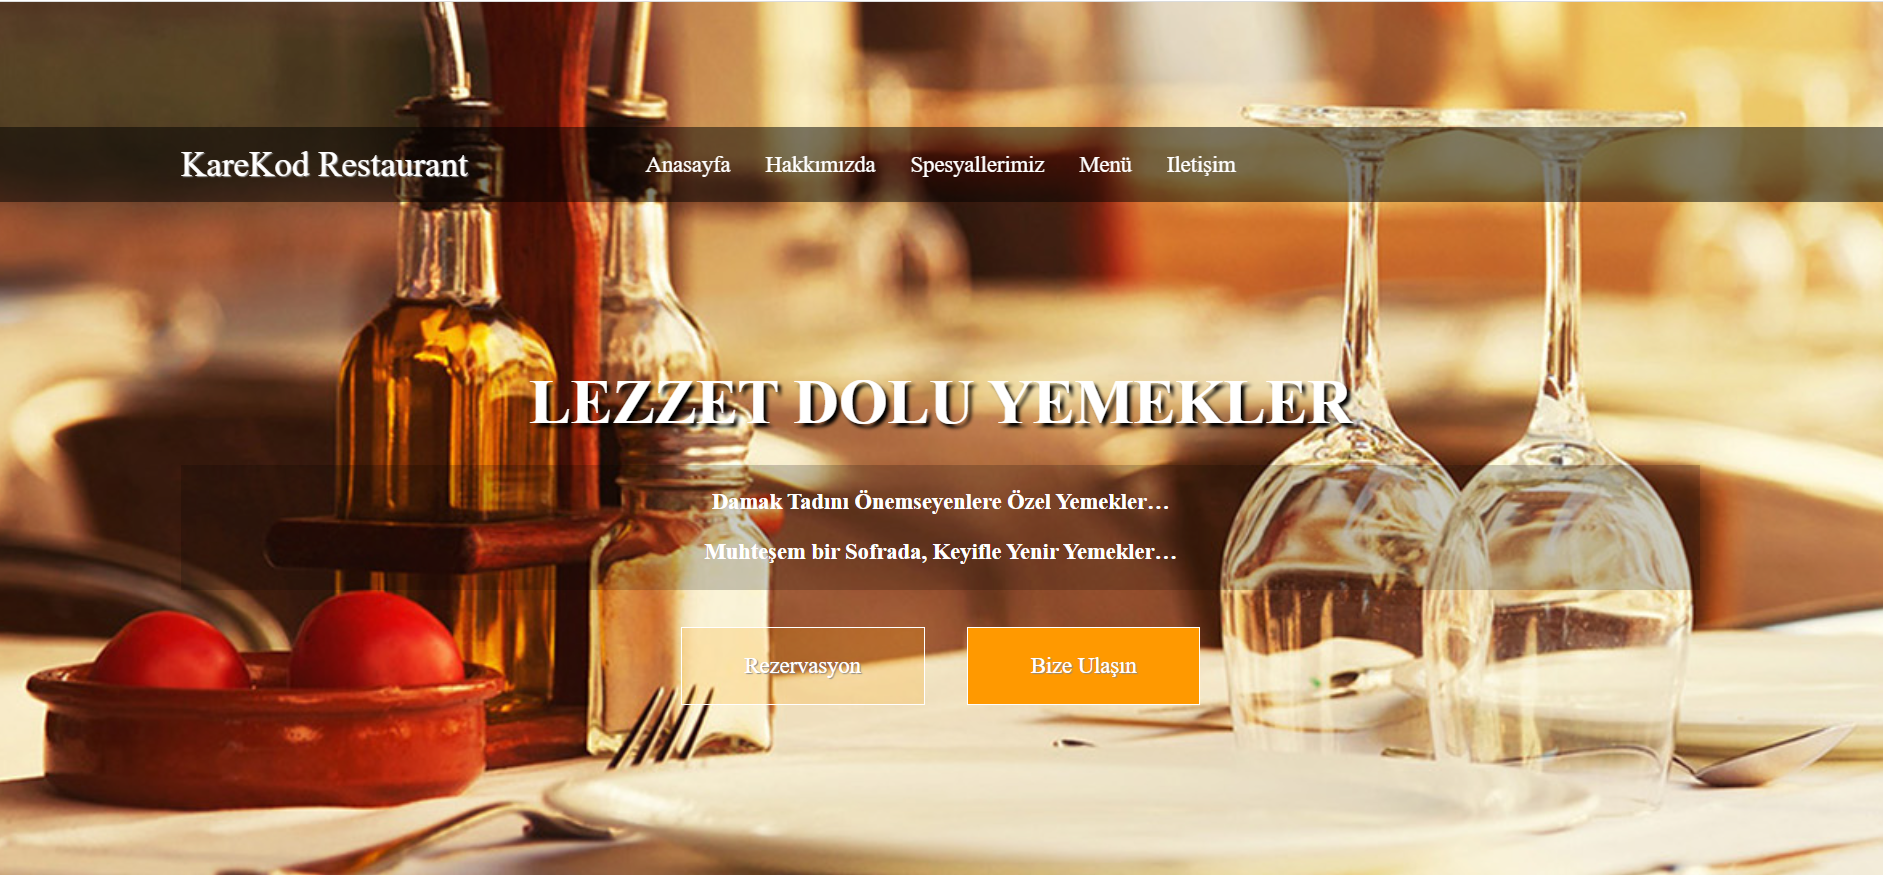 KareKod Restaurant
Anasayfa Hakkımızda Spesyallerimiz Menü Iletişim
LEZZET DOLU YEMEKLER
Damak Tadını Önemseyenlere Özel Yemekler…
Muhteşem bir Sofrada, Keyifle Yenir Yemekler…
Rezervasyon Bize Ulaşın